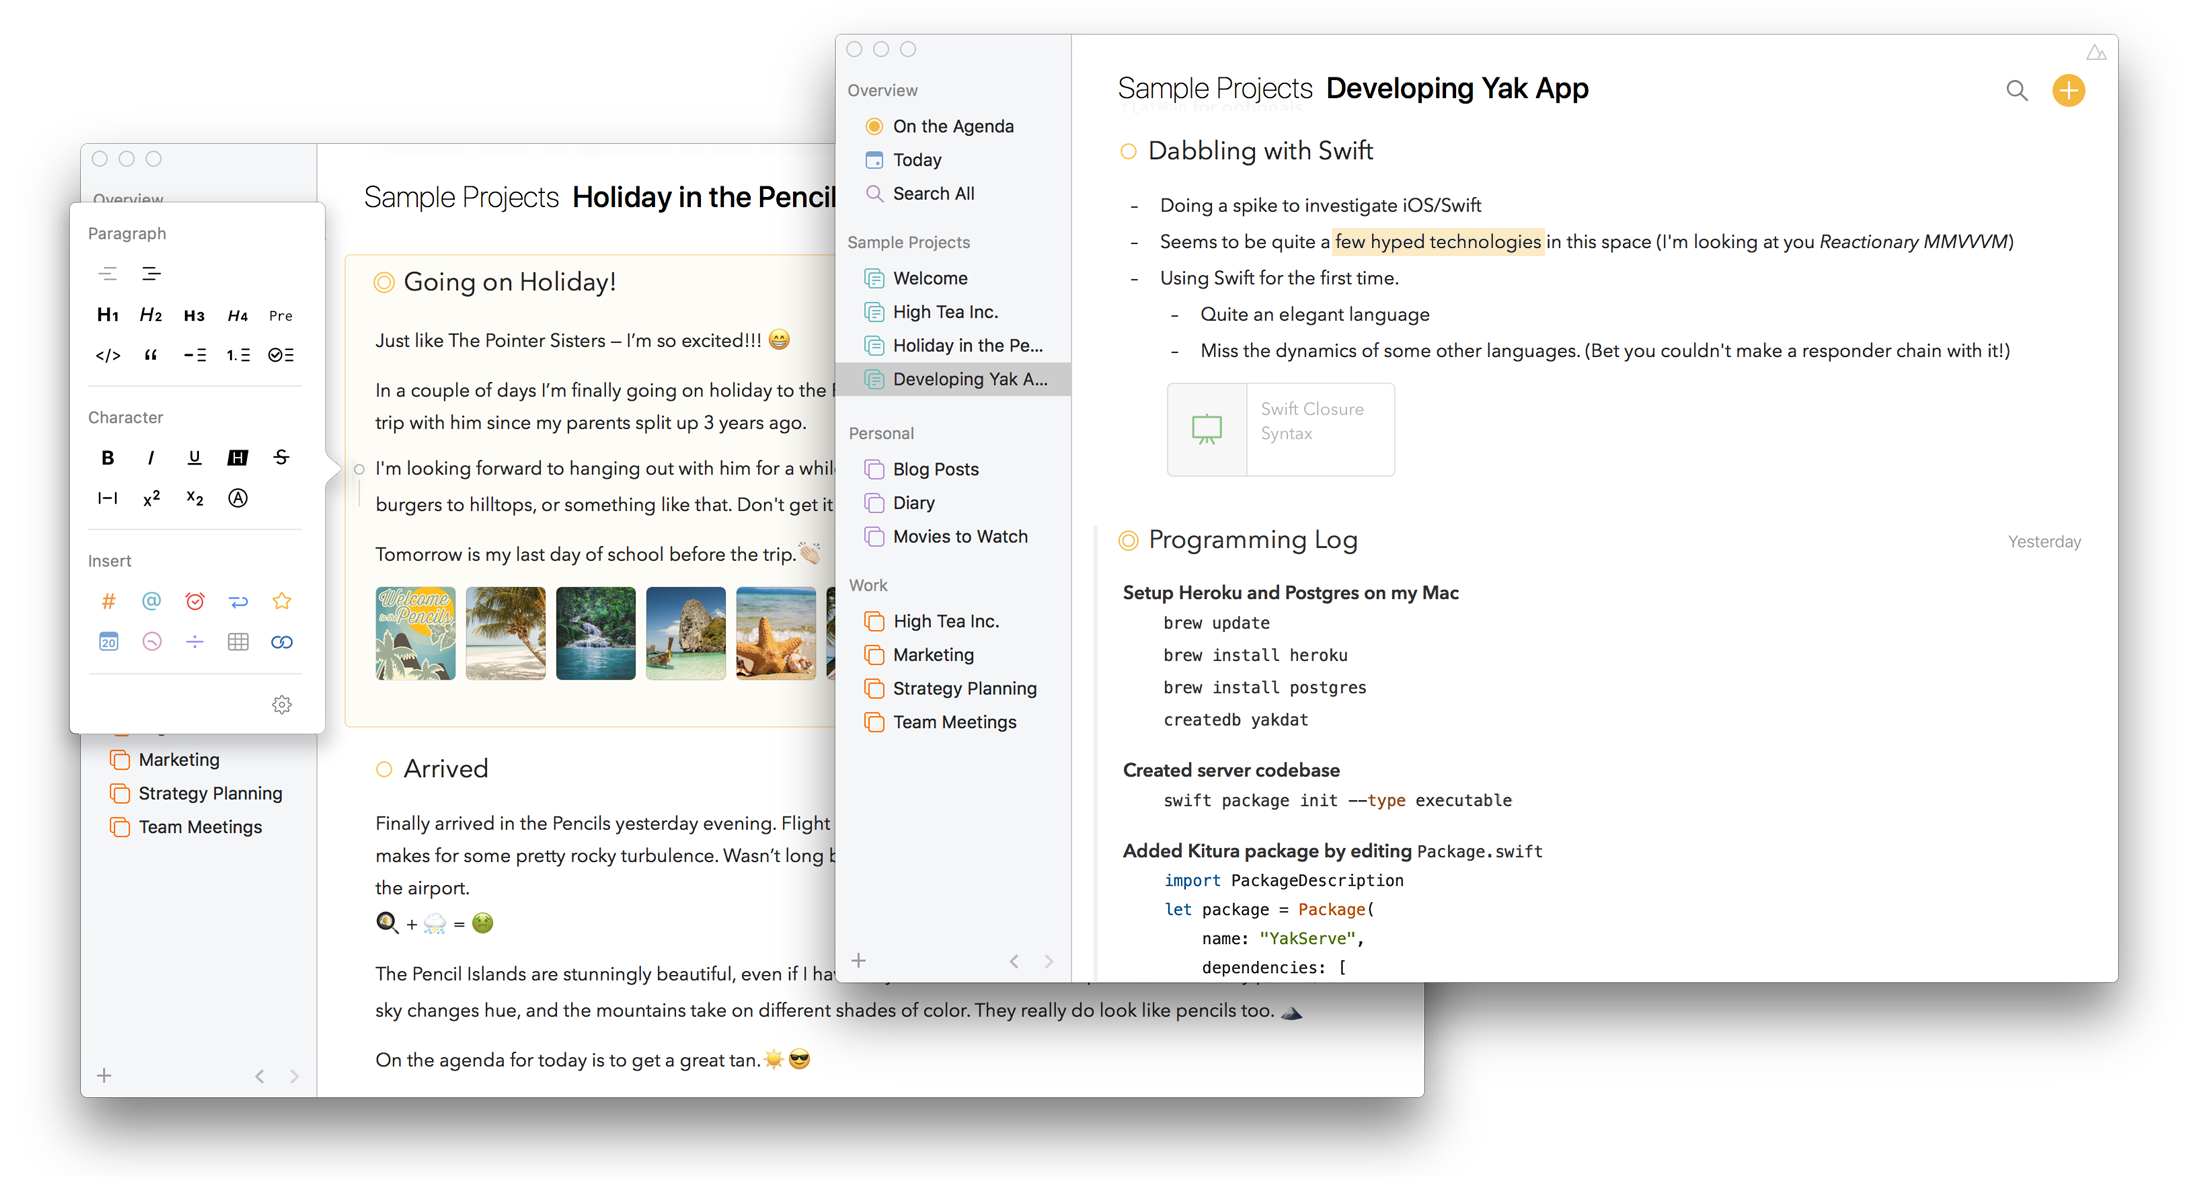 Overview
Sample Projects Holiday in the Pencil
Paragraph
H1 H2 H3 H4 Pre
</> “ 1.
Character
B I U H S
x2 x2 A
Insert
# @
20
Marketing
Strategy Planning
Team Meetings
Going on Holiday!
Just like The Pointer Sisters – I’m so excited!!! 😁
In a couple of days I’m finally going on holiday to the
trip with him since my parents split up 3 years ago.
I'm looking forward to hanging out with him for a while
burgers to hilltops, or something like that. Don't get it
Tomorrow is my last day of school before the trip.👏🏻
Welcome
to the
Pencils
Arrived
Finally arrived in the Pencils yesterday evening. Flight
makes for some pretty rocky turbulence. Wasn’t long
the airport.
🍳 + 🌧 = 🤢
The Pencil Islands are stunningly beautiful, even if I
sky changes hue, and the mountains take on different shades of color. They really do look like pencils too. 🗻
On the agenda for today is to get a great tan.☀️ 😎
Overview
On the Agenda
Today
Search All
Sample Projects
Welcome
High Tea Inc.
Holiday in the Pe...
Developing Yak A...
Personal
Blog Posts
Diary
Movies to Watch
Work
High Tea Inc.
Marketing
Strategy Planning
Team Meetings
Sample Projects Developing Yak App
Dabbling with Swift
- Doing a spike to investigate iOS/Swift
- Seems to be quite a few hyped technologies in this space (I'm looking at you Reactionary MMVVVM)
- Using Swift for the first time.
- Quite an elegant language
- Miss the dynamics of some other languages. (Bet you couldn't make a responder chain with it!)
Swift Closure
Syntax
Programming Log
Yesterday
Setup Heroku and Postgres on my Mac
brew update
brew install heroku
brew install postgres
createdb yakdat
Created server codebase
swift package init --type executable
Added Kitura package by editing Package.swift
import PackageDescription
let package = Package(
name: "YakServe",
dependencies: [